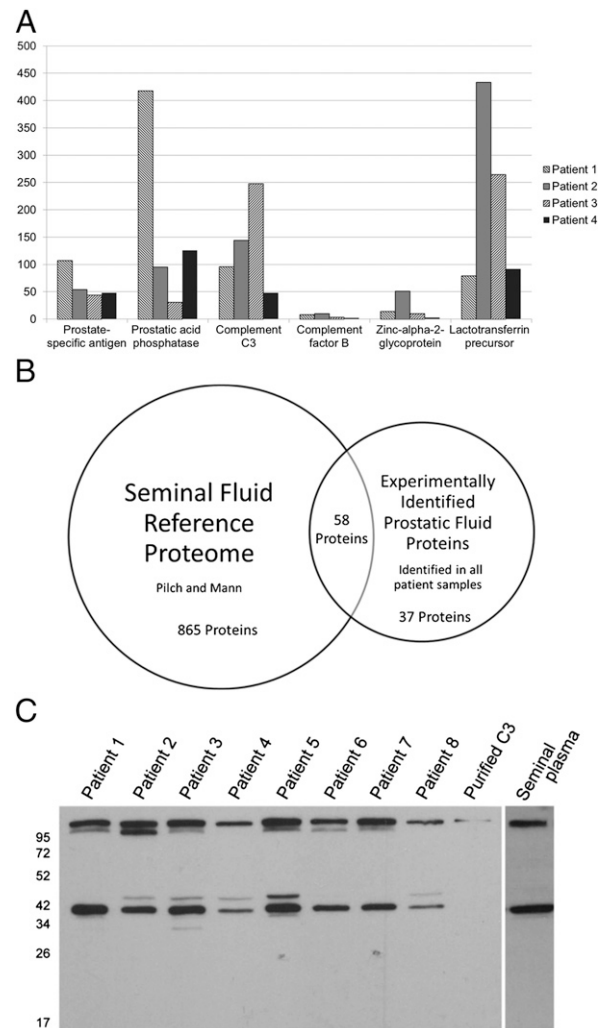 A
500
450
400
350
300
250
200
150
100
50
0
Prostate-
specific antigen
Prostatic acid
phosphatase
Complement
C3
Complement
factor B
Zinc-alpha-2-
glycoprotein
Lactotransferrin
precursor
Patient 1
Patient 2
Patient 3
Patient 4
B
Seminal Fluid
Reference
Proteome
Pilch and Mann
865 Proteins
58
Proteins
Experimentally
Identified
Prostatic Fluid
Proteins
Identified in all
patient samples
37 Proteins
C
Patient 1
Patient 2
Patient 3
Patient 4
Patient 5
Patient 6
Patient 7
Patient 8
Purified C3
Seminal
plasma
95
72
52
42
34
26
17